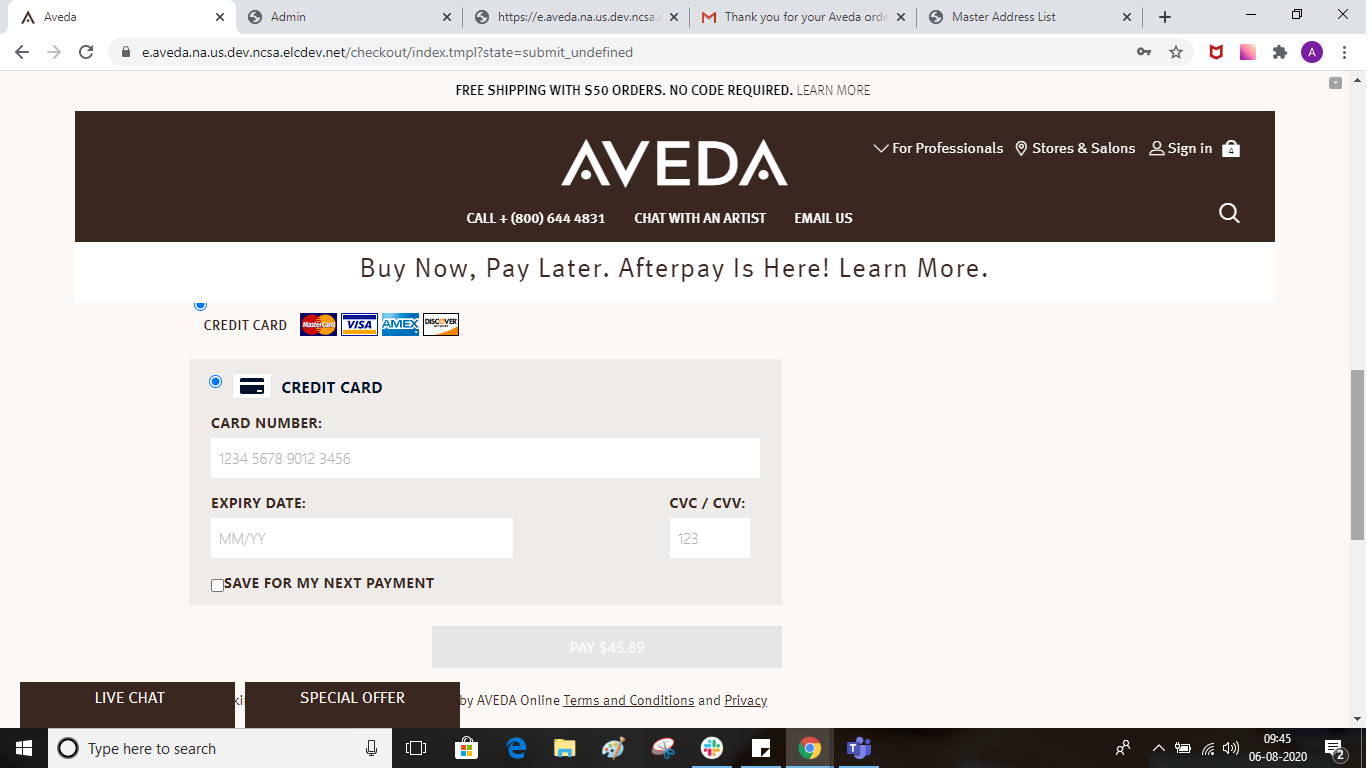 Aveda
Admin
https://e.aveda.na.us.dev.ncsa.e
Thank you for your Aveda orde
Master Address List
e.aveda.na.us.dev.ncsa.elcdev.net/checkout/index.tmpl?state=submit_undefined
A
FREE SHIPPING WITH $50 ORDERS. NO CODE REQUIRED. LEARN MORE
AVEDA
For Professionals
Stores & Salons
Sign in
4
CALL + (800) 644 4831
CHAT WITH AN ARTIST
EMAIL US
Buy Now, Pay Later. Afterpay Is Here! Learn More.
CREDIT CARD
MasterCard
VISA
AMEX
DISCOVER
CREDIT CARD
CARD NUMBER:
1234 5678 9012 3456
EXPIRY DATE:
CVC / CVV:
MM/YY
123
SAVE FOR MY NEXT PAYMENT
PAY $45.89
LIVE CHAT
SPECIAL OFFER
by AVEDA Online Terms and Conditions and Privacy
Type here to search
09:45
06-08-2020
2